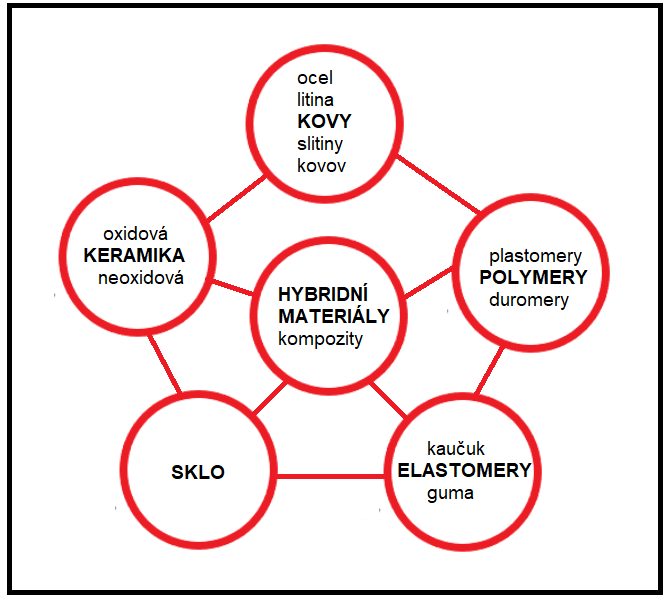 ocel
litina
KOVY
slitiny
kovov
oxidová
KERAMIKA
neoxidová
plastomery
POLYMERY
duromery
HYBRIDNÍ
MATERIÁLY
kompozity
SKLO
kaučuk
ELASTOMERY
guma